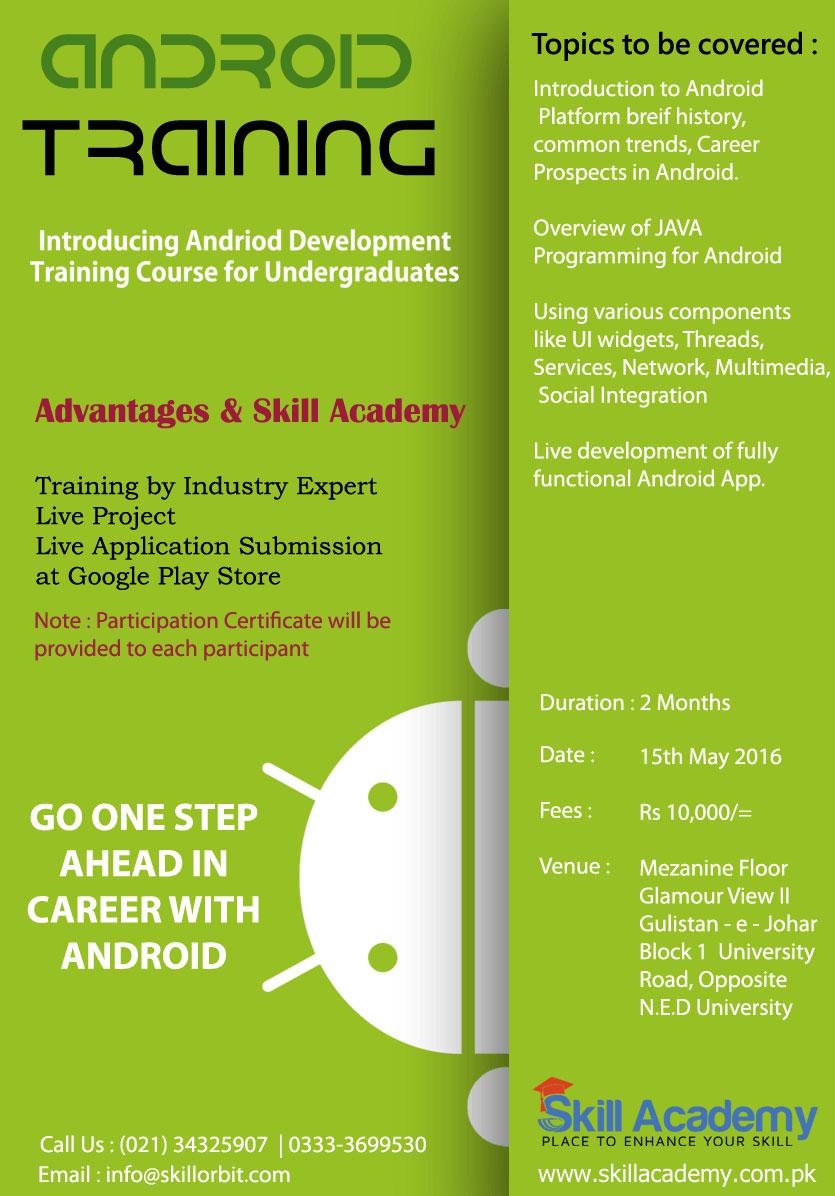 ANDROID
TRAINING
Introducing Andriod Development
Training Course for Undergraduates
Advantages & Skill Academy
Training by Industry Expert
Live Project
Live Application Submission
at Google Play Store
Note : Participation Certificate will be
provided to each participant
GO ONE STEP
AHEAD IN
CAREER WITH
ANDROID
Call Us : (021) 34325907 | 0333-3699530
Email : info@skillorbit.com
Topics to be covered :
Introduction to Android
Platform breif history,
common trends, Career
Prospects in Android.
Overview of JAVA
Programming for Android
Using various components
like UI widgets, Threads,
Services, Network, Multimedia,
Social Integration
Live development of fully
functional Android App.
Duration : 2 Months
Date : 15th May 2016
Fees : Rs 10,000/=
Venue : Mezanine Floor
Glamour View II
Gulistan - e - Johar
Block 1 University
Road, Opposite
N.E.D University
Skill Academy
PLACE TO ENHANCE YOUR SKILL
www.skillacademy.com.pk